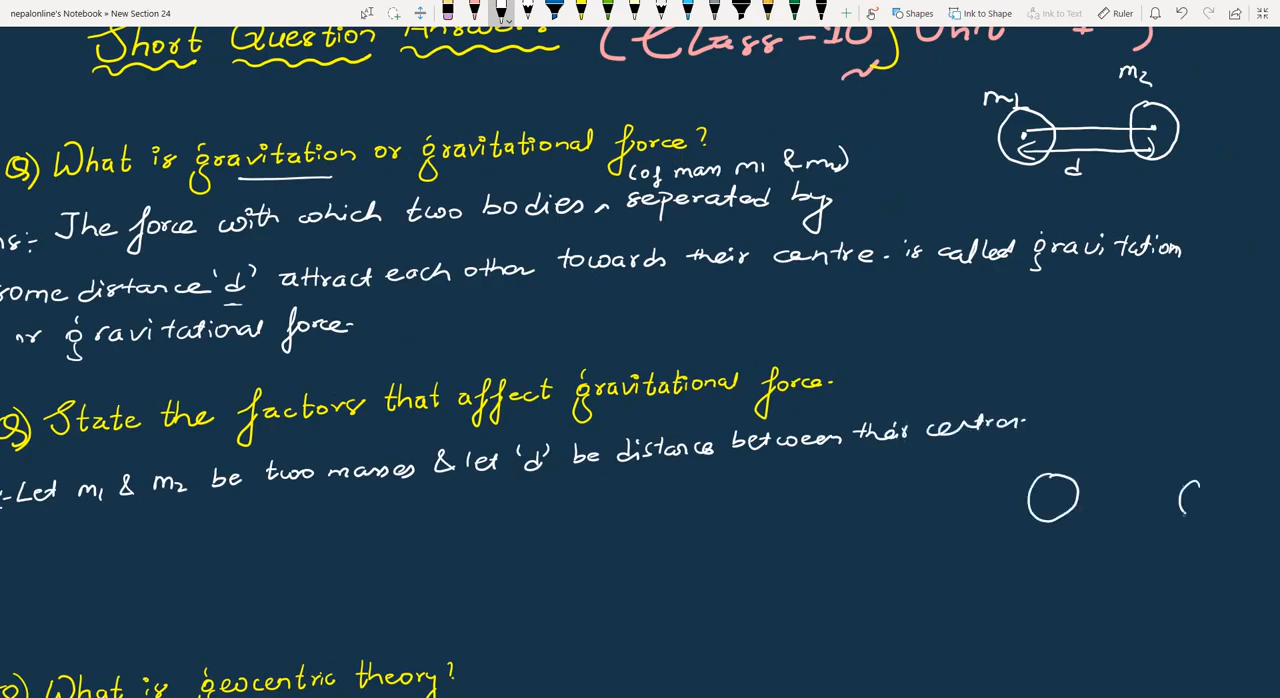 nepalonline's Notebook » New Section 24
Shapes
Ink to Shape
Ink to Text
Ruler
Short Question Answers (Class-10) Unit
m1
m2
d
Q) What is gravitation or gravitational force?
(of mass m1 & m2)
ns:- The force with which two bodies ^ seperated by
some distance 'd' attract each other towards their centre. is called gravitation
or gravitational force.
Q) State the factors that affect gravitational force.
:-Let m1 & m2 be two masses & let 'd' be distance between their centres.
Q) What is geocentric theory?